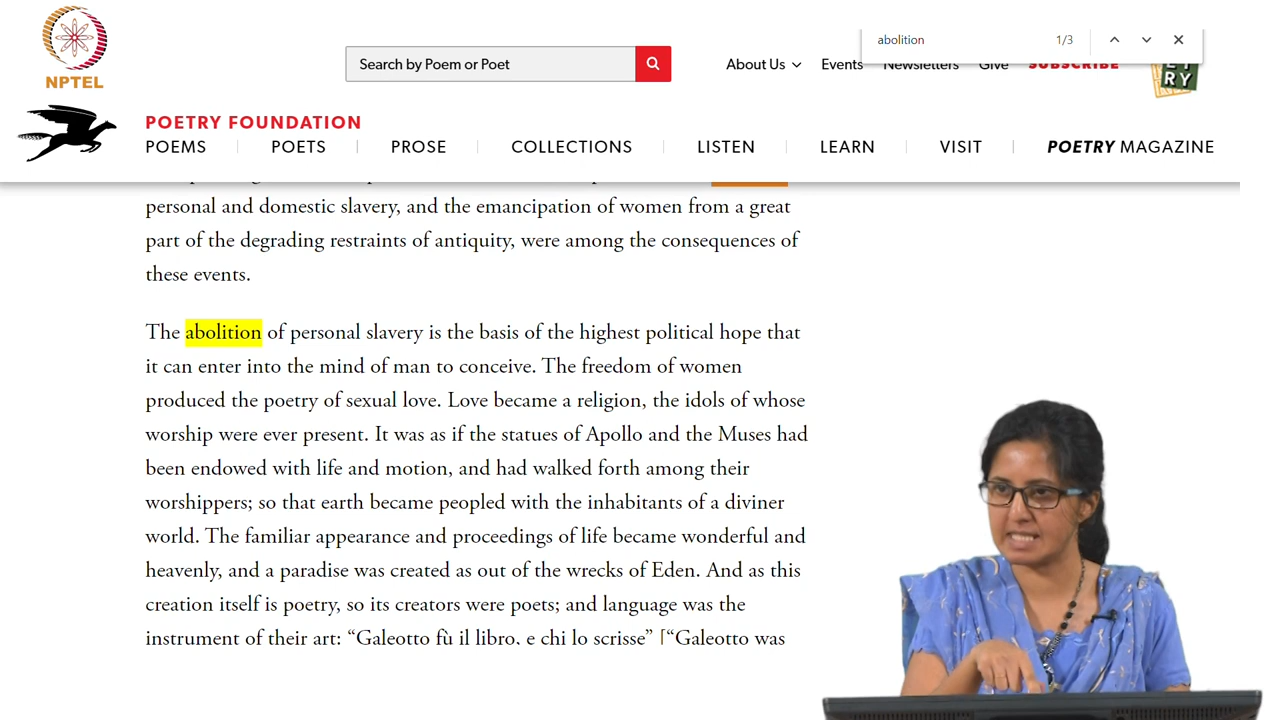 NPTEL
abolition 1/3
Search by Poem or Poet
About Us Events Newsletters Give SUBSCRIBE
RY
POETRY FOUNDATION
POEMS POETS PROSE COLLECTIONS LISTEN LEARN VISIT POETRY MAGAZINE
personal and domestic slavery, and the emancipation of women from a great
part of the degrading restraints of antiquity, were among the consequences of
these events.
The abolition of personal slavery is the basis of the highest political hope that
it can enter into the mind of man to conceive. The freedom of women
produced the poetry of sexual love. Love became a religion, the idols of whose
worship were ever present. It was as if the statues of Apollo and the Muses had
been endowed with life and motion, and had walked forth among their
worshippers; so that earth became peopled with the inhabitants of a diviner
world. The familiar appearance and proceedings of life became wonderful and
heavenly, and a paradise was created as out of the wrecks of Eden. And as this
creation itself is poetry, so its creators were poets; and language was the
instrument of their art: “Galeotto fù il libro, e chi lo scrisse” [“Galeotto was